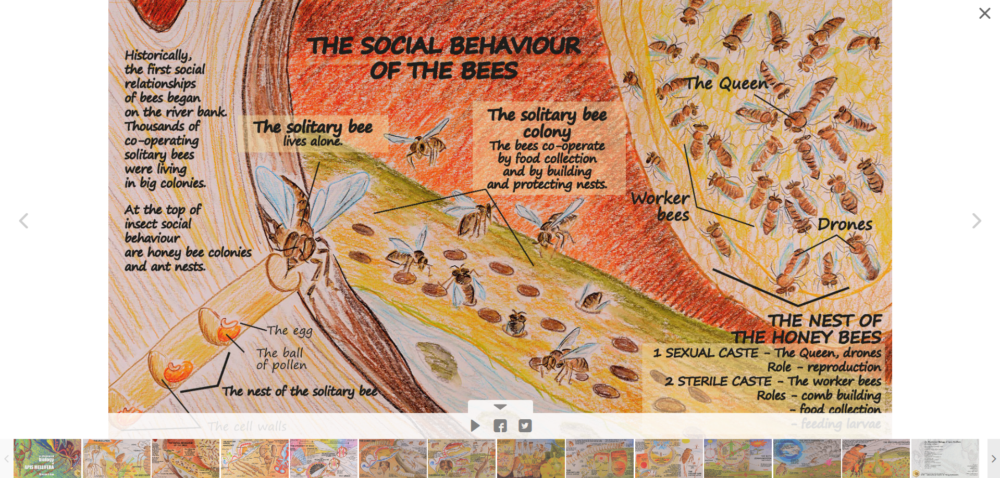 THE SOCIAL BEHAVIOUR
OF THE BEES
Historically,
the first social
relationships
of bees began
on the river bank.
Thousands of
co-operating
solitary bees
were living
in big colonies.
At the top of
insect social
behaviour
are honey bee colonies
and ant nests.
The solitary bee
lives alone.
The solitary bee
colony
The bees co-operate
by food collection
and by building
and protecting nests.
The Queen
Worker
bees
Drones
The egg
The ball
of pollen
The nest of the solitary bee
The cell walls
THE NEST OF
THE HONEY BEES
1 SEXUAL CASTE - The Queen, drones
Role - reproduction
2 STERILE CASTE - The worker bees
Roles - comb building
- food collection
- feeding larvae
biology
APIS MELLIFERA